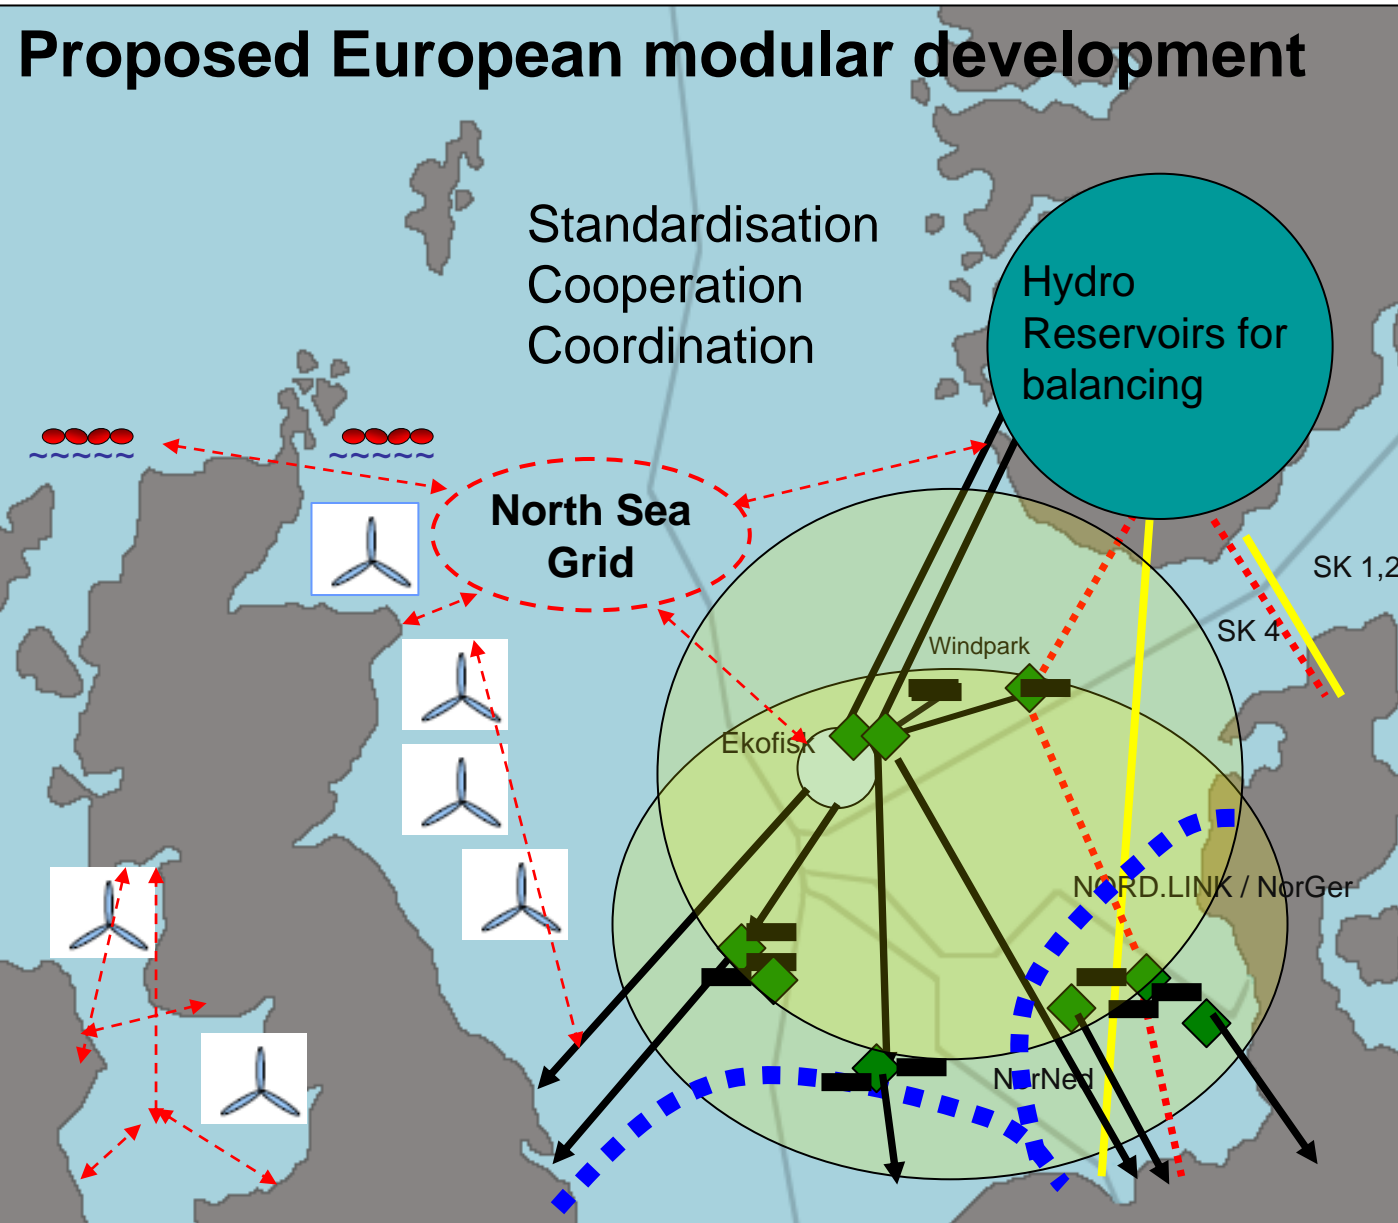 Proposed European modular development
Standardisation
Cooperation
Coordination
Hydro
Reservoirs for
balancing
~~~~~
~~~~~
North Sea
Grid
SK 1,2
SK 4
Windpark
Ekofisk
NORD.LINK / NorGer
NorNed